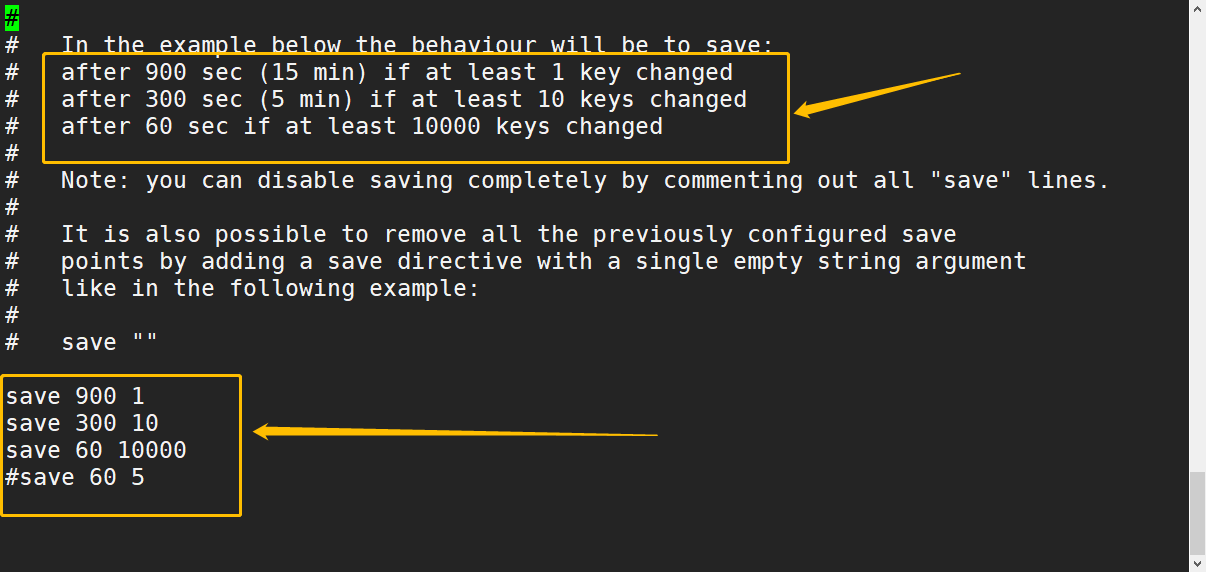 #
#   In the example below the behaviour will be to save:
#   after 900 sec (15 min) if at least 1 key changed
#   after 300 sec (5 min) if at least 10 keys changed
#   after 60 sec if at least 10000 keys changed
#
#   Note: you can disable saving completely by commenting out all "save" lines.
#
#   It is also possible to remove all the previously configured save
#   points by adding a save directive with a single empty string argument
#   like in the following example:
#
#   save ""
save 900 1
save 300 10
save 60 10000
#save 60 5